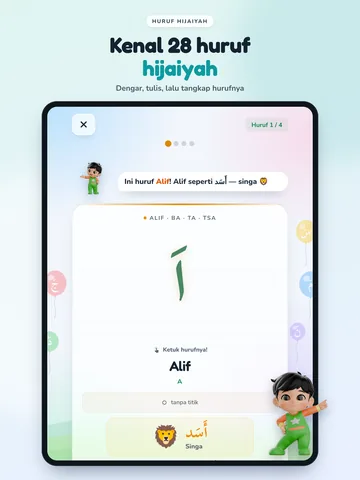 HURUF HIJAIYAH
Kenal 28 huruf
hijaiyah
Dengar, tulis, lalu tangkap hurufnya
Huruf 1 / 4
Ini huruf Alif! Alif seperti أَسَد — singa 🦁
ALIF · BA · TA · TSA
أَ
Ketuk hurufnya!
Alif
A
tanpa titik
أَسَد
Singa